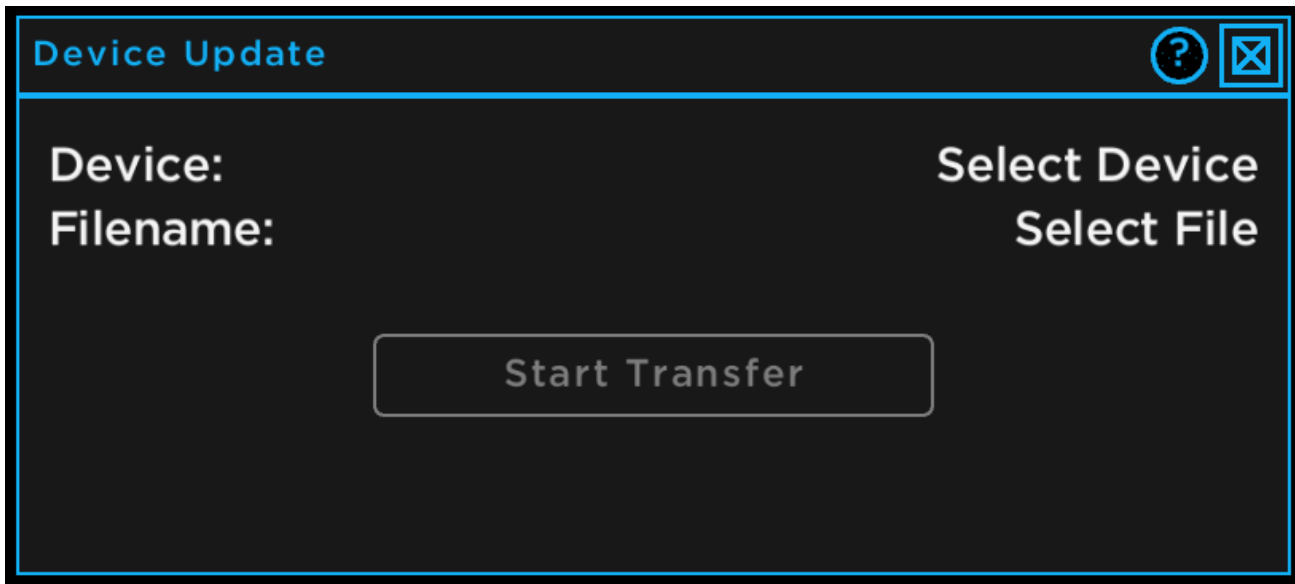 Device Update ?
Device: Select Device
Filename: Select File
Start Transfer